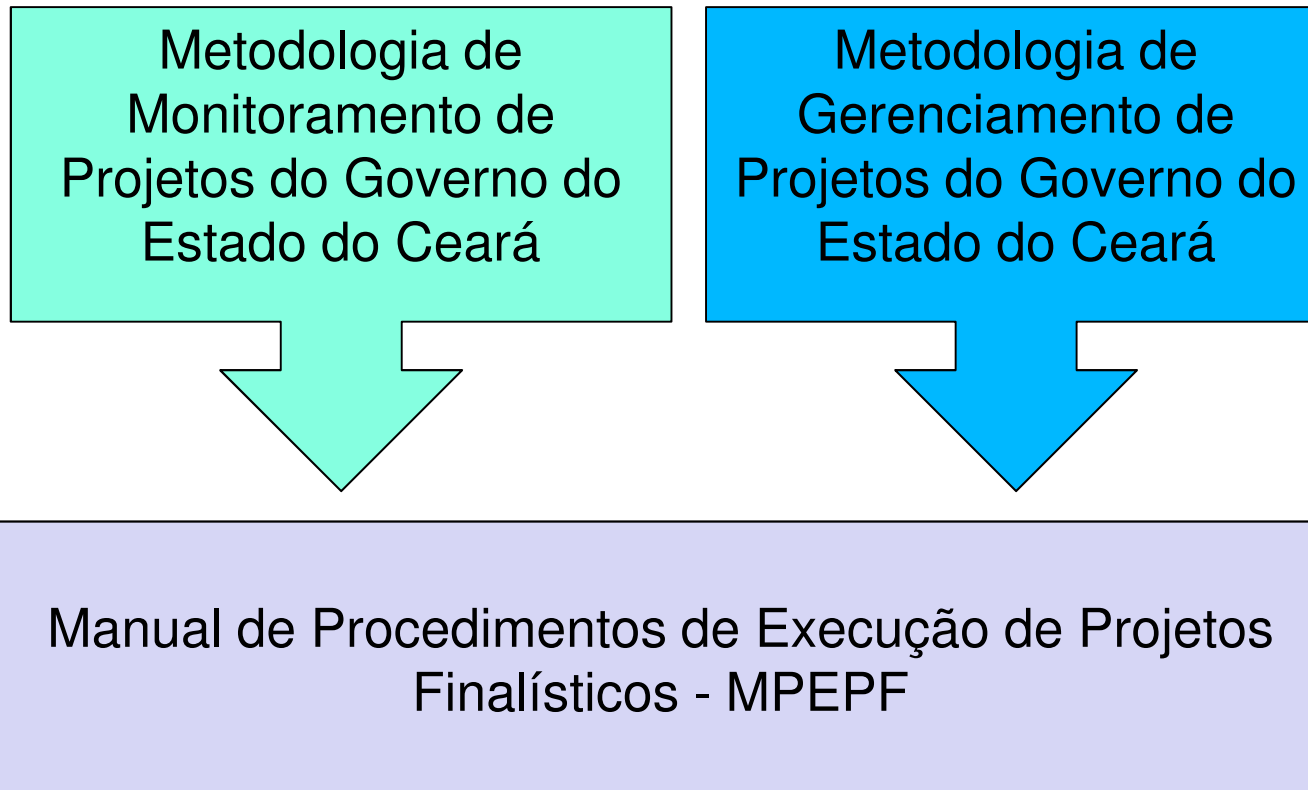 Metodologia de
Monitoramento de
Projetos do Governo do
Estado do Ceará
Metodologia de
Gerenciamento de
Projetos do Governo do
Estado do Ceará
Manual de Procedimentos de Execução de Projetos
Finalísticos - MPEPF